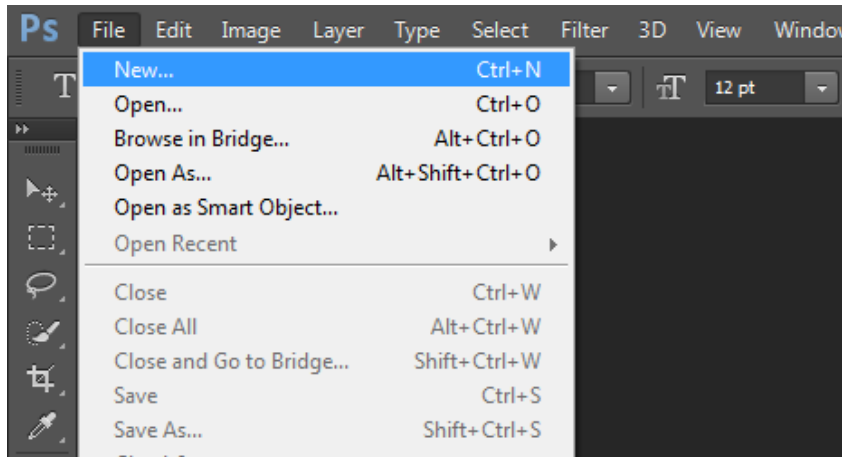 Ps File Edit Image Layer Type Select Filter 3D View Window
T 12 pt
New... Ctrl+N
Open... Ctrl+O
Browse in Bridge... Alt+Ctrl+O
Open As... Alt+Shift+Ctrl+O
Open as Smart Object...
Open Recent
Close Ctrl+W
Close All Alt+Ctrl+W
Close and Go to Bridge... Shift+Ctrl+W
Save Ctrl+S
Save As... Shift+Ctrl+S